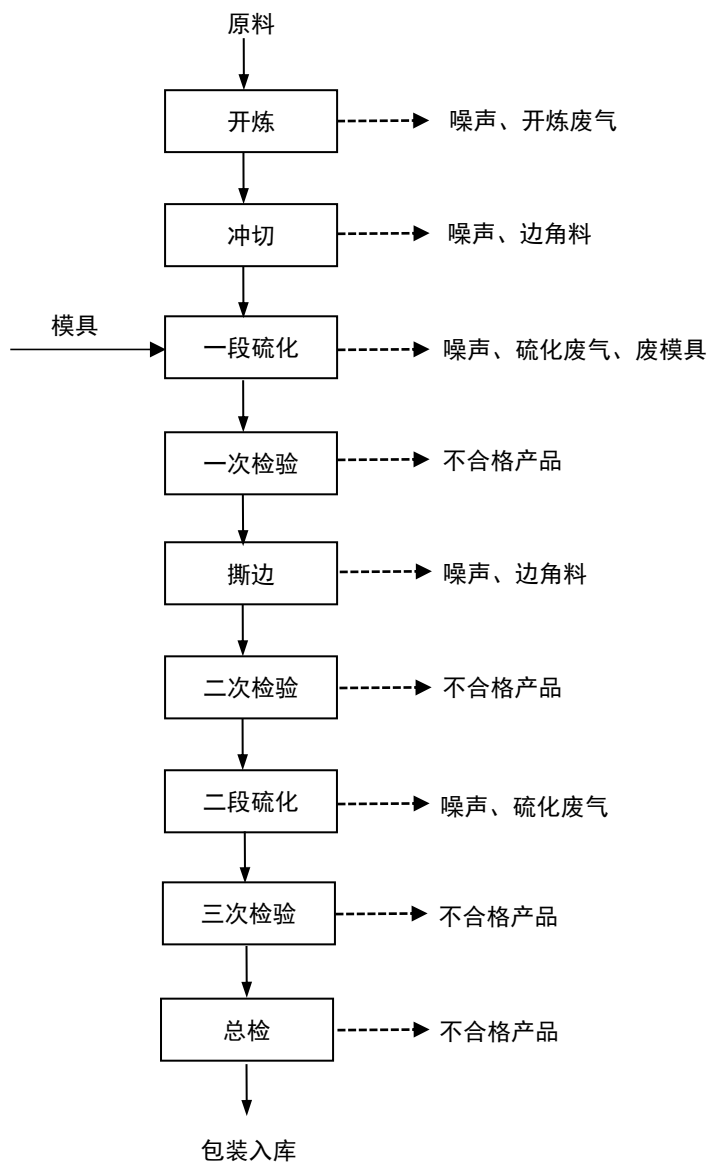 原料
开炼
噪声、开炼废气
冲切
噪声、边角料
模具
一段硫化
噪声、硫化废气、废模具
一次检验
不合格产品
撕边
噪声、边角料
二次检验
不合格产品
二段硫化
噪声、硫化废气
三次检验
不合格产品
总检
不合格产品
包装入库